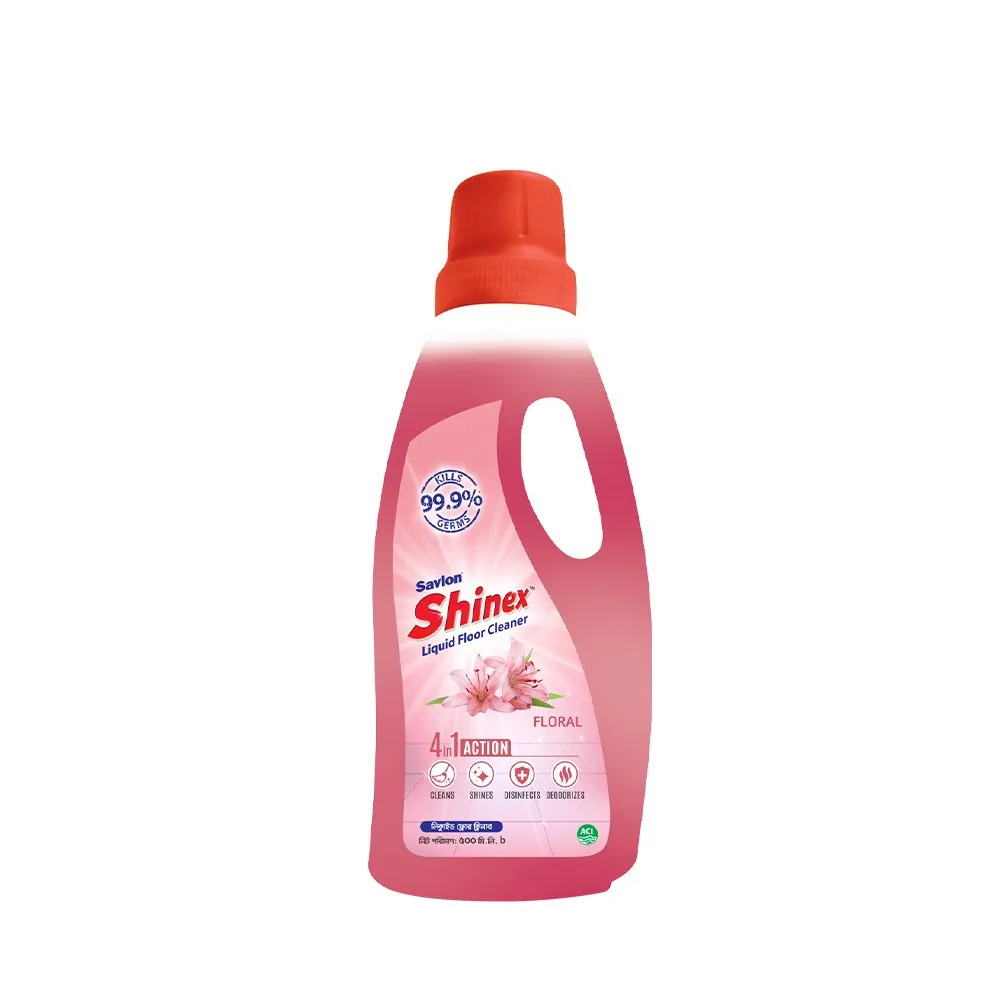 KILLS
99.9%
GERMS
Savlon
Shinex™
Liquid Floor Cleaner
FLORAL
4in1 ACTION
CLEANS SHINES DISINFECTS DEODORIZES
লিকুইড ফ্লোর ক্লিনার
নিট পরিমাণ: ৫০০ মি.লি. b
ACI